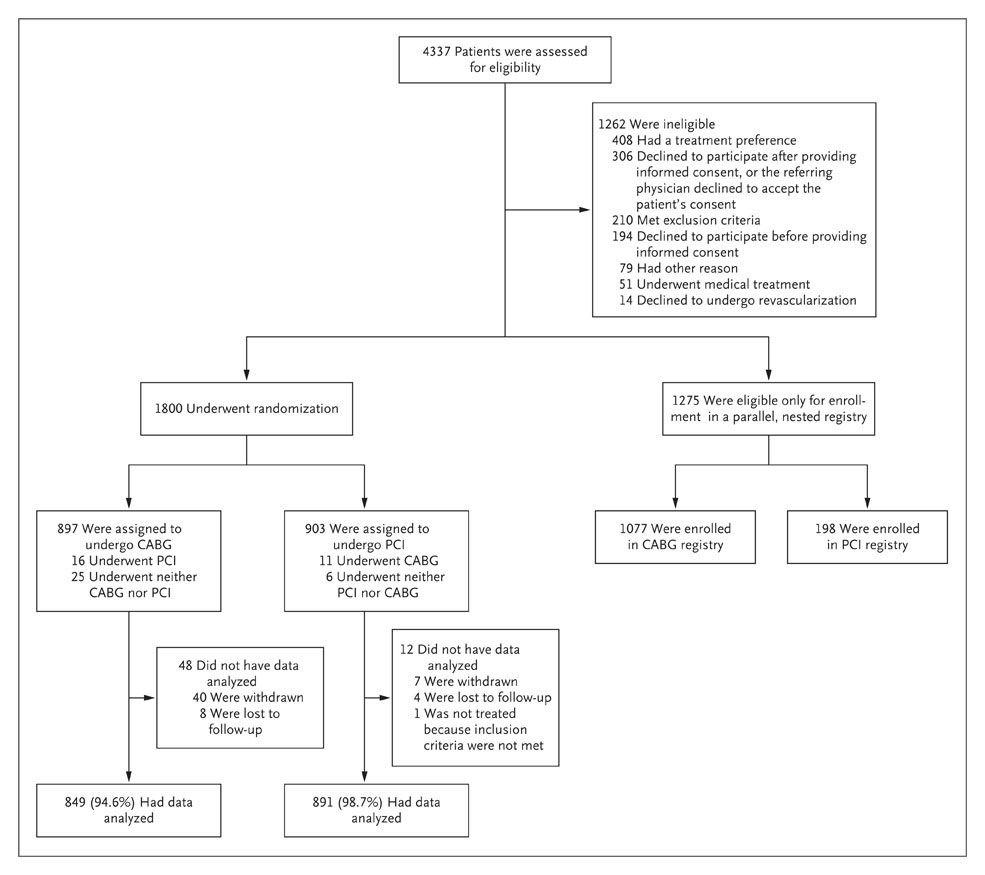 4337 Patients were assessed
for eligibility
1262 Were ineligible
408 Had a treatment preference
306 Declined to participate after providing
informed consent, or the referring
physician declined to accept the
patient's consent
210 Met exclusion criteria
194 Declined to participate before providing
informed consent
79 Had other reason
51 Underwent medical treatment
14 Declined to undergo revascularization
1800 Underwent randomization
1275 Were eligible only for enroll-
ment in a parallel, nested registry
897 Were assigned to
undergo CABG
16 Underwent PCI
25 Underwent neither
CABG nor PCI
903 Were assigned to
undergo PCI
11 Underwent CABG
6 Underwent neither
PCI nor CABG
1077 Were enrolled
in CABG registry
198 Were enrolled
in PCI registry
48 Did not have data
analyzed
40 Were withdrawn
8 Were lost to
follow-up
12 Did not have data
analyzed
7 Were withdrawn
4 Were lost to follow-up
1 Was not treated
because inclusion
criteria were not met
849 (94.6%) Had data
analyzed
891 (98.7%) Had data
analyzed